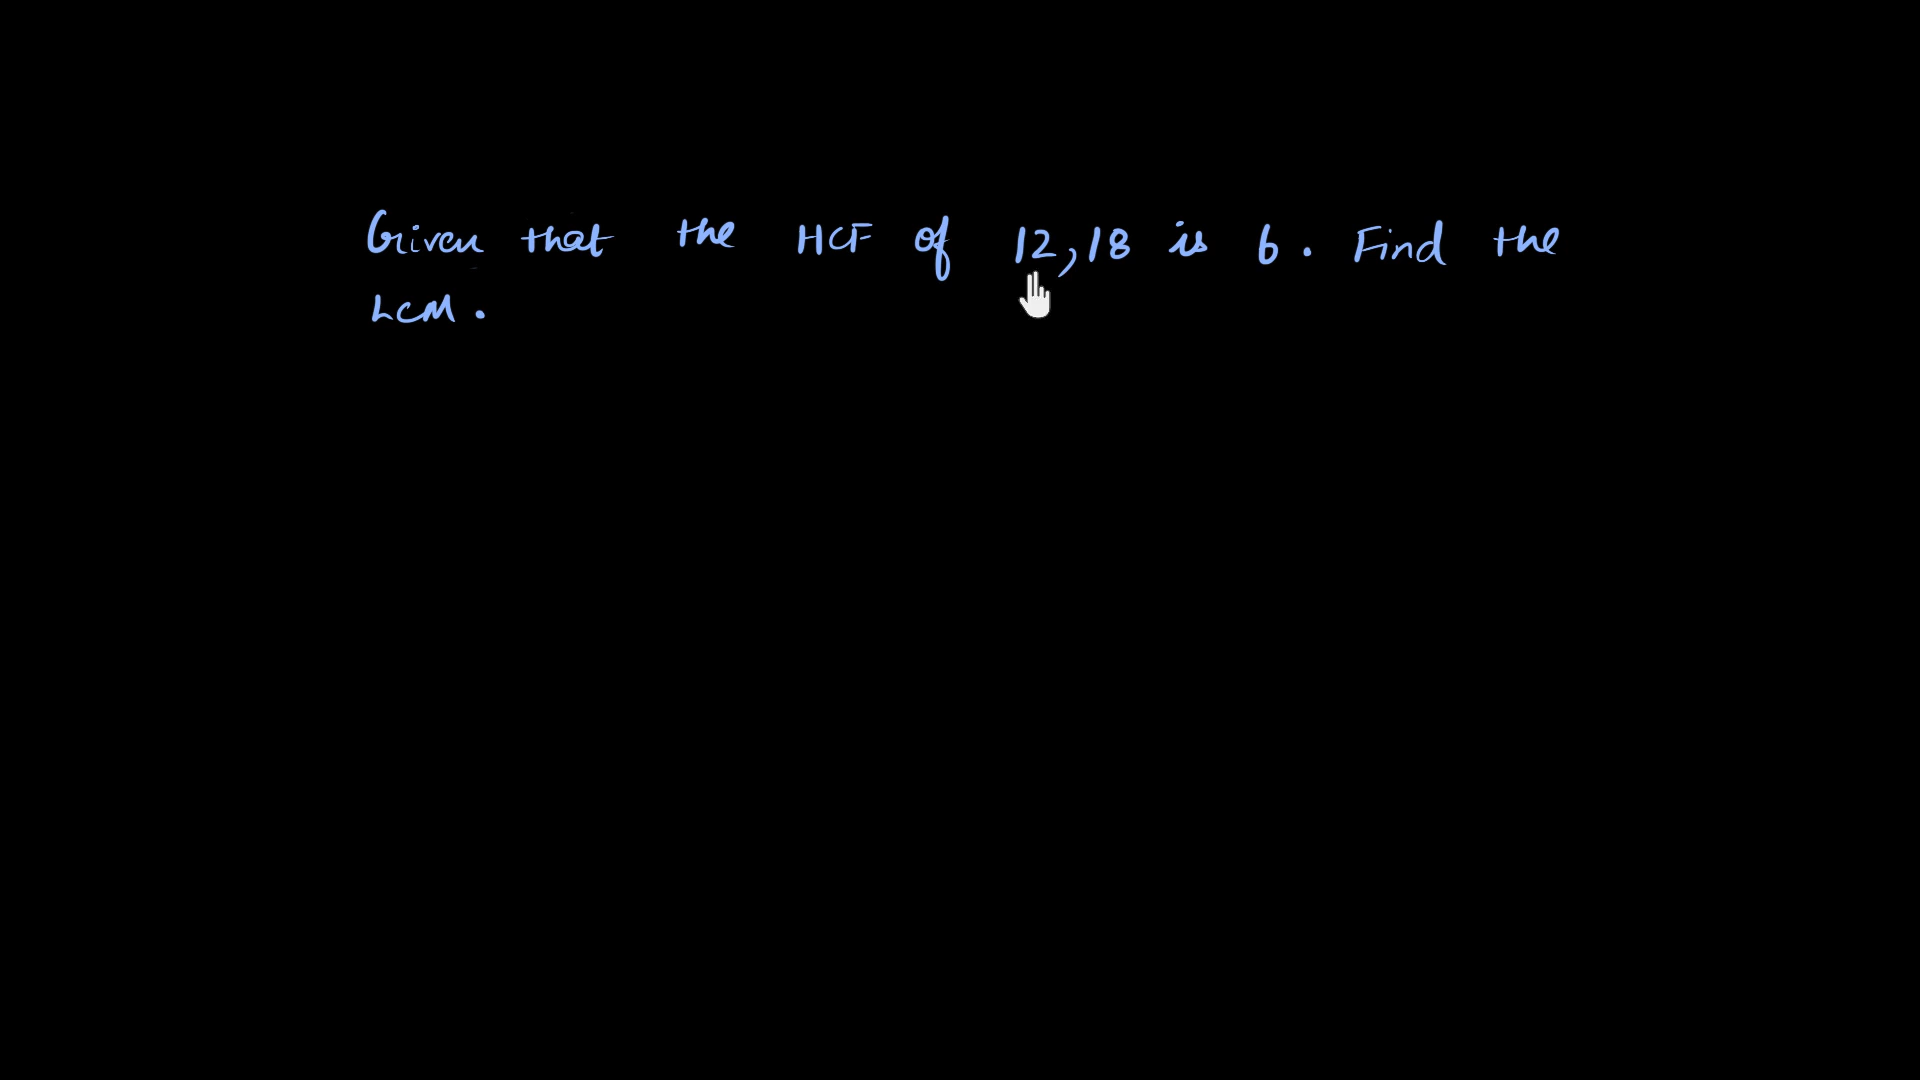 Given that the HCF of 12,18 is 6. Find the
LCM.